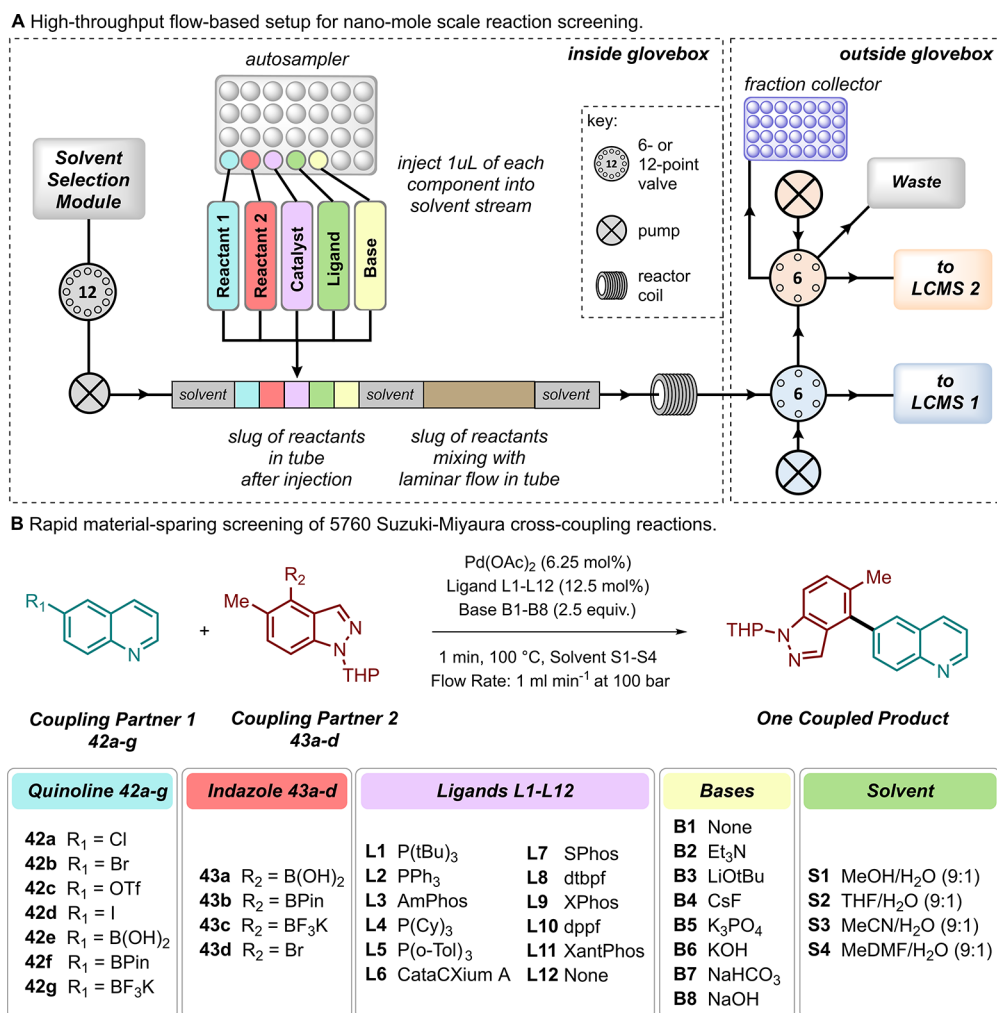 A High-throughput flow-based setup for nano-mole scale reaction screening.
inside glovebox
outside glovebox
autosampler
fraction collector
Solvent
Selection
Module
inject 1uL of each
component into
solvent stream
key:
12
6- or
12-point
valve
pump
reactor
coil
Waste
12
Reactant 1
Reactant 2
Catalyst
Ligand
Base
6
to
LCMS 2
solvent
solvent
solvent
6
to
LCMS 1
slug of reactants
in tube
after injection
slug of reactants
mixing with
laminar flow in tube
B Rapid material-sparing screening of 5760 Suzuki-Miyaura cross-coupling reactions.
R1
N
+
R2
Me
N
N
THP
Pd(OAc)2 (6.25 mol%)
Ligand L1-L12 (12.5 mol%)
Base B1-B8 (2.5 equiv.)
1 min, 100 °C, Solvent S1-S4
Flow Rate: 1 ml min-1 at 100 bar
Me
THP
N
N
N
Coupling Partner 1
42a-g
Coupling Partner 2
43a-d
One Coupled Product
Quinoline 42a-g
42a R1 = Cl
42b R1 = Br
42c R1 = OTf
42d R1 = I
42e R1 = B(OH)2
42f R1 = BPin
42g R1 = BF3K
Indazole 43a-d
43a R2 = B(OH)2
43b R2 = BPin
43c R2 = BF3K
43d R2 = Br
Ligands L1-L12
L1 P(tBu)3
L2 PPh3
L3 AmPhos
L4 P(Cy)3
L5 P(o-Tol)3
L6 CataCXium A
L7 SPhos
L8 dtbpf
L9 XPhos
L10 dppf
L11 XantPhos
L12 None
Bases
B1 None
B2 Et3N
B3 LiOtBu
B4 CsF
B5 K3PO4
B6 KOH
B7 NaHCO3
B8 NaOH
Solvent
S1 MeOH/H2O (9:1)
S2 THF/H2O (9:1)
S3 MeCN/H2O (9:1)
S4 MeDMF/H2O (9:1)